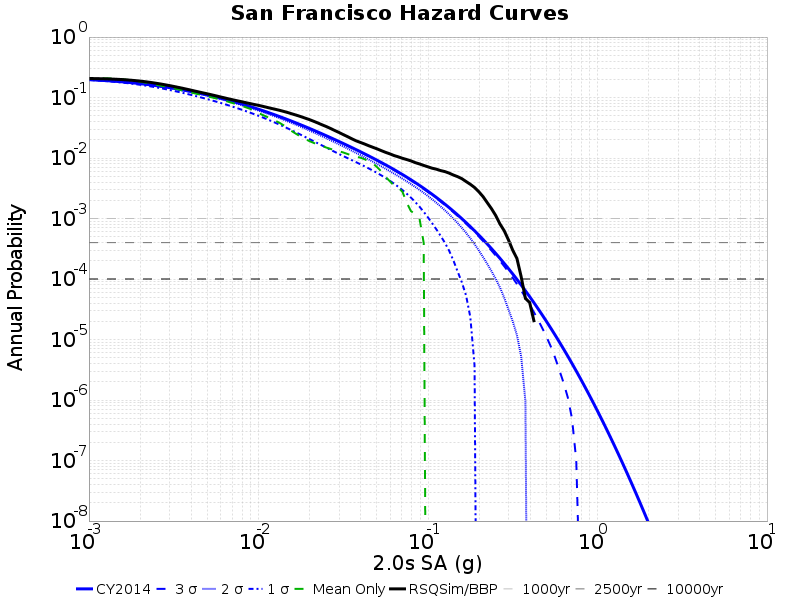 San Francisco Hazard Curves
10^0
10^-1
10^-2
10^-3
10^-4
10^-5
10^-6
10^-7
10^-8
Annual Probability
10^-3 10^-2 10^-1 10^0 10^1
2.0s SA (g)
CY2014 3 σ 2 σ 1 σ Mean Only RSQSim/BBP 1000yr 2500yr 10000yr